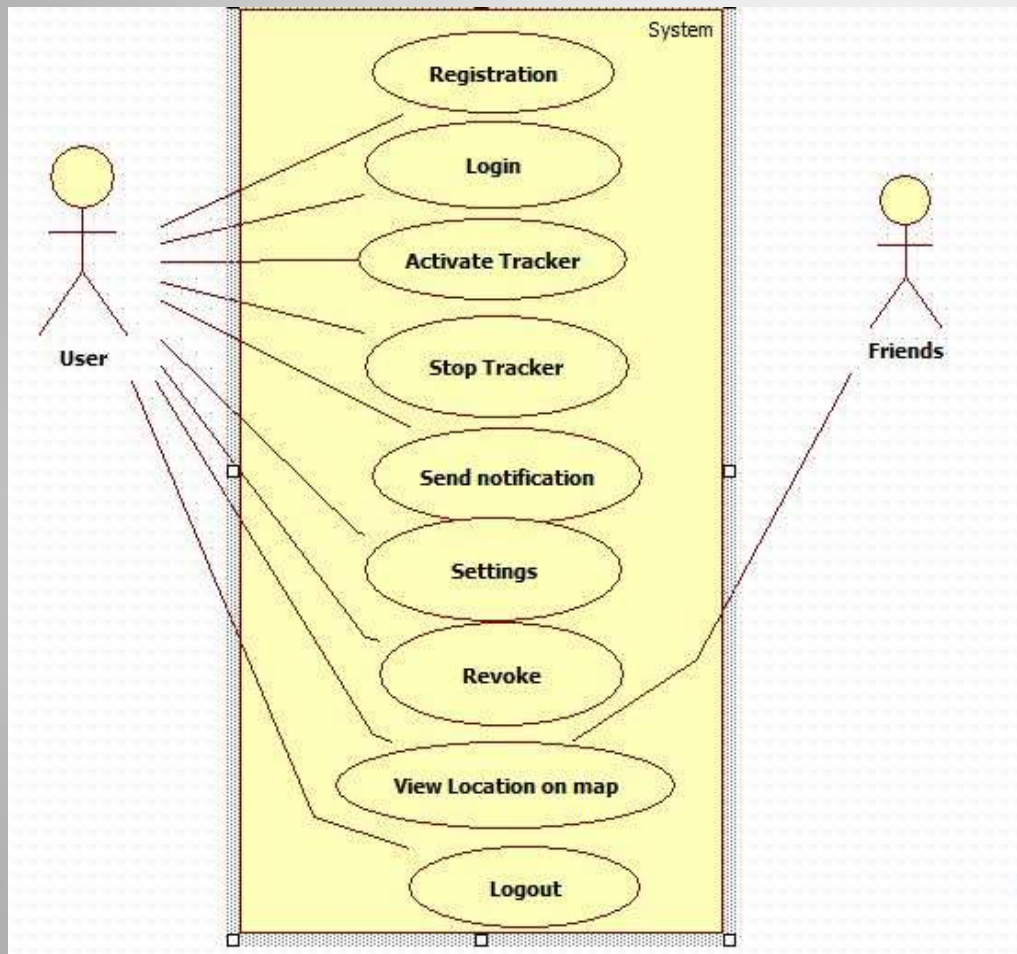 System
Registration
Login
Activate Tracker
Stop Tracker
Send notification
Settings
Revoke
View Location on map
Logout
User
Friends